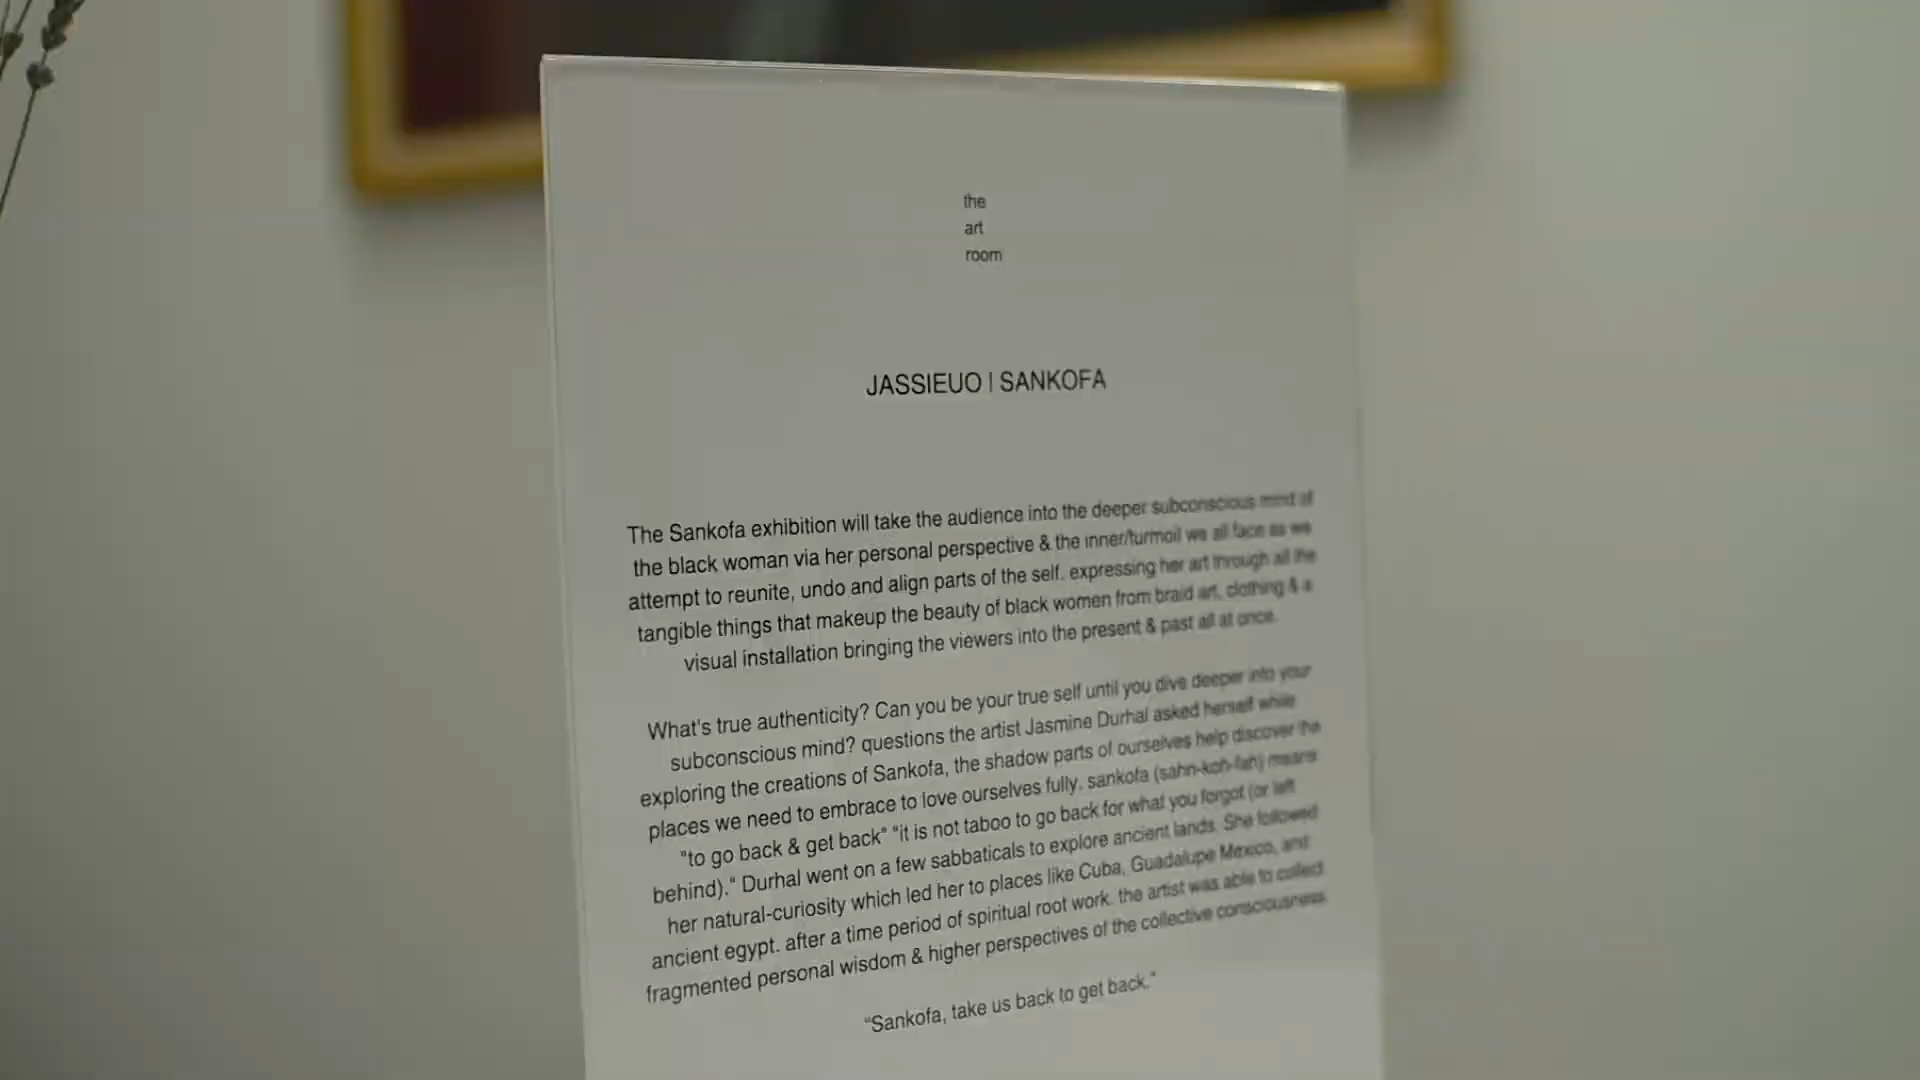 the
art
room
JASSIEUO | SANKOFA
The Sankofa exhibition will take the audience into the deeper subconscious mind of
the black woman via her personal perspective & the inner/turmoil we all face as we
attempt to reunite, undo and align parts of the self. expressing her art through all the
tangible things that makeup the beauty of black women from braid art, clothing & a
visual installation bringing the viewers into the present & past all at once.
What's true authenticity? Can you be your true self until you dive deeper into your
subconscious mind? questions the artist Jasmine Durhal asked herself while
exploring the creations of Sankofa, the shadow parts of ourselves help discover the
places we need to embrace to love ourselves fully. sankofa (sahn-koh-fah) means
"to go back & get back" "it is not taboo to go back for what you forgot (or left
behind)." Durhal went on a few sabbaticals to explore ancient lands. She followed
her natural-curiosity which led her to places like Cuba, Guadalupe Mexico, and
ancient egypt. after a time period of spiritual root work. the artist was able to collect
fragmented personal wisdom & higher perspectives of the collective consciousness
"Sankofa, take us back to get back."